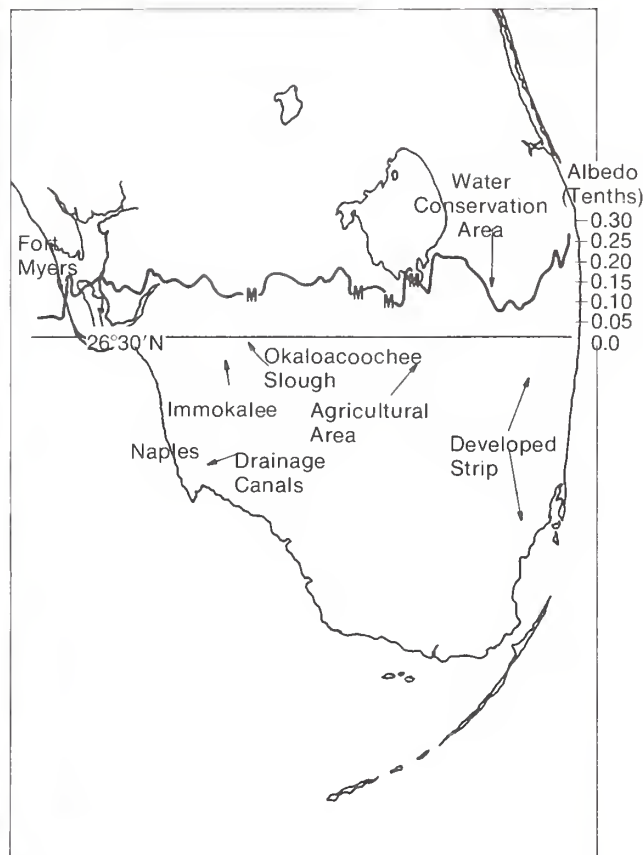 Albedo
(Tenths)
0.30
0.25
0.20
0.15
0.10
0.05
0.0
Water
Conservation
Area
Fort
Myers
M
M
M
M
26°30'N
Okaloacoochee
Slough
Immokalee
Agricultural
Area
Naples
Drainage
Canals
Developed
Strip